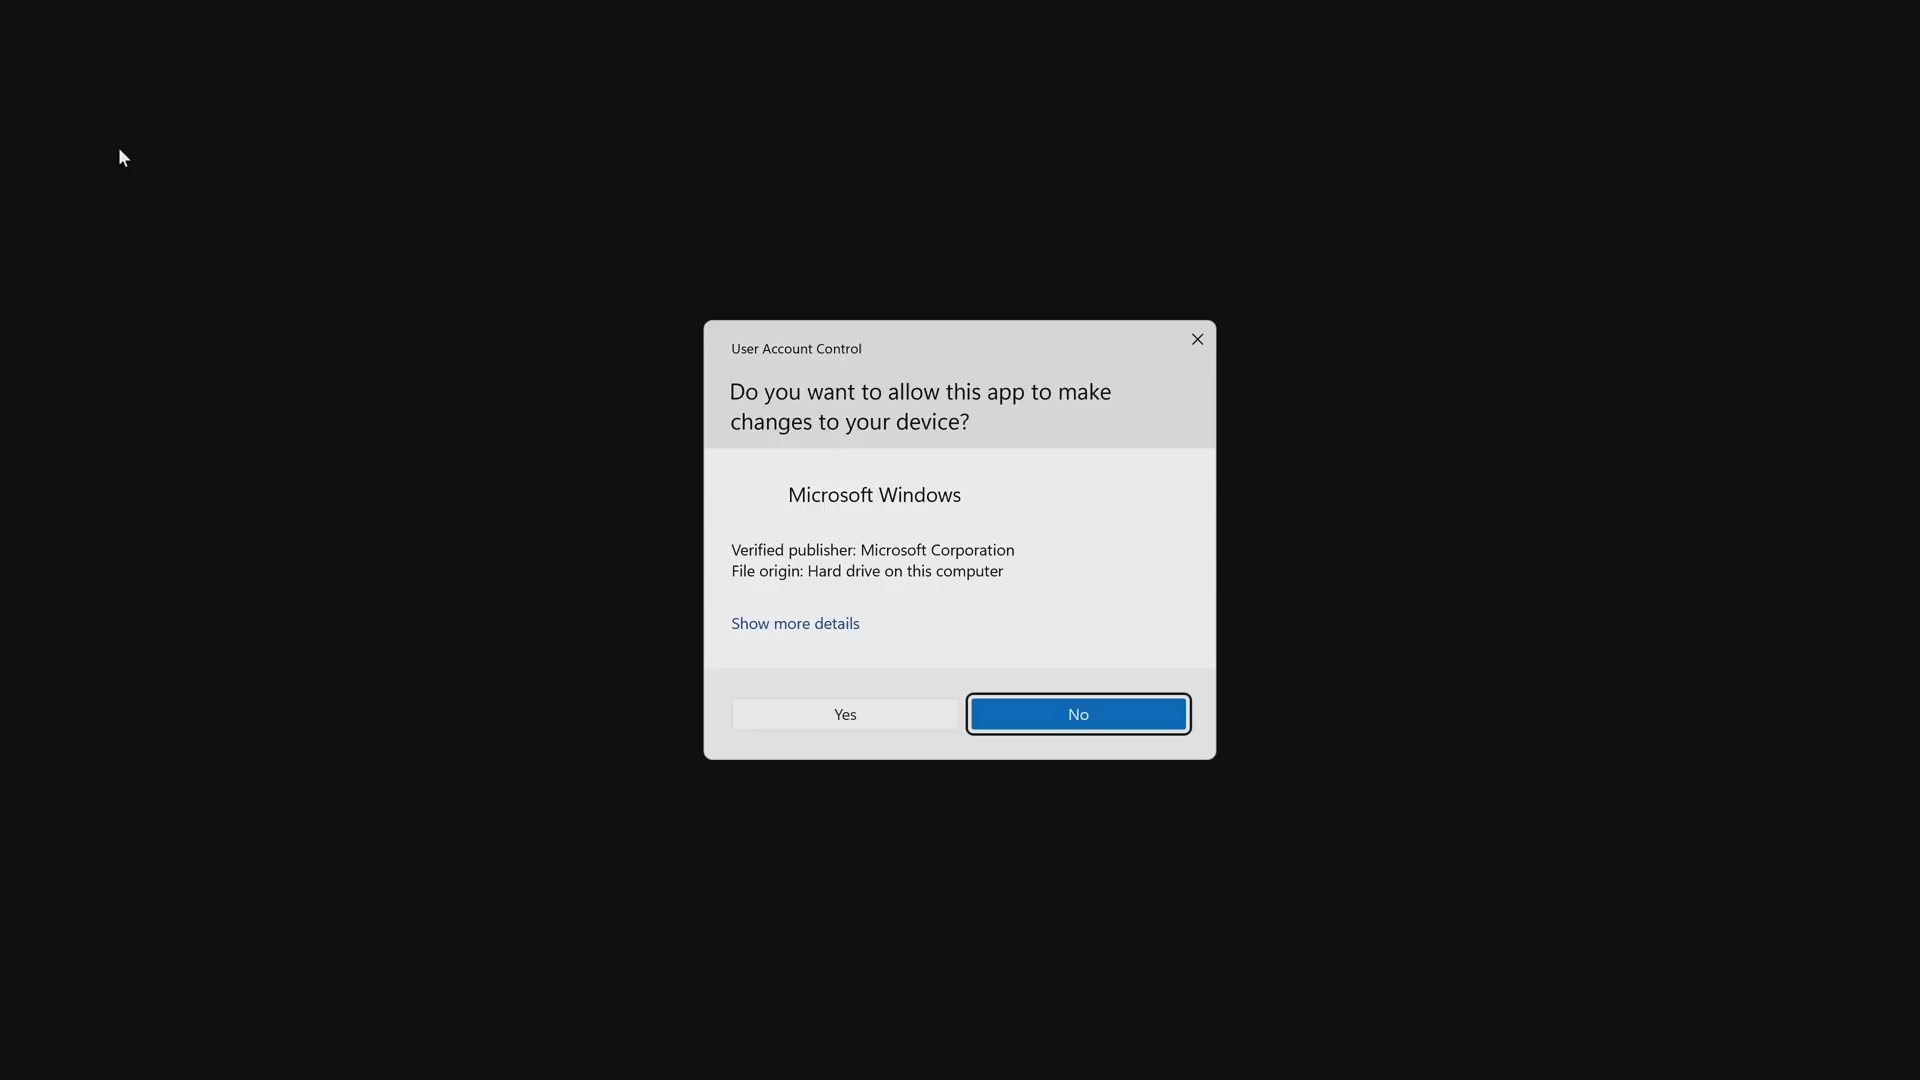 User Account Control
Do you want to allow this app to make
changes to your device?
Microsoft Windows
Verified publisher: Microsoft Corporation
File origin: Hard drive on this computer
Show more details
Yes
No